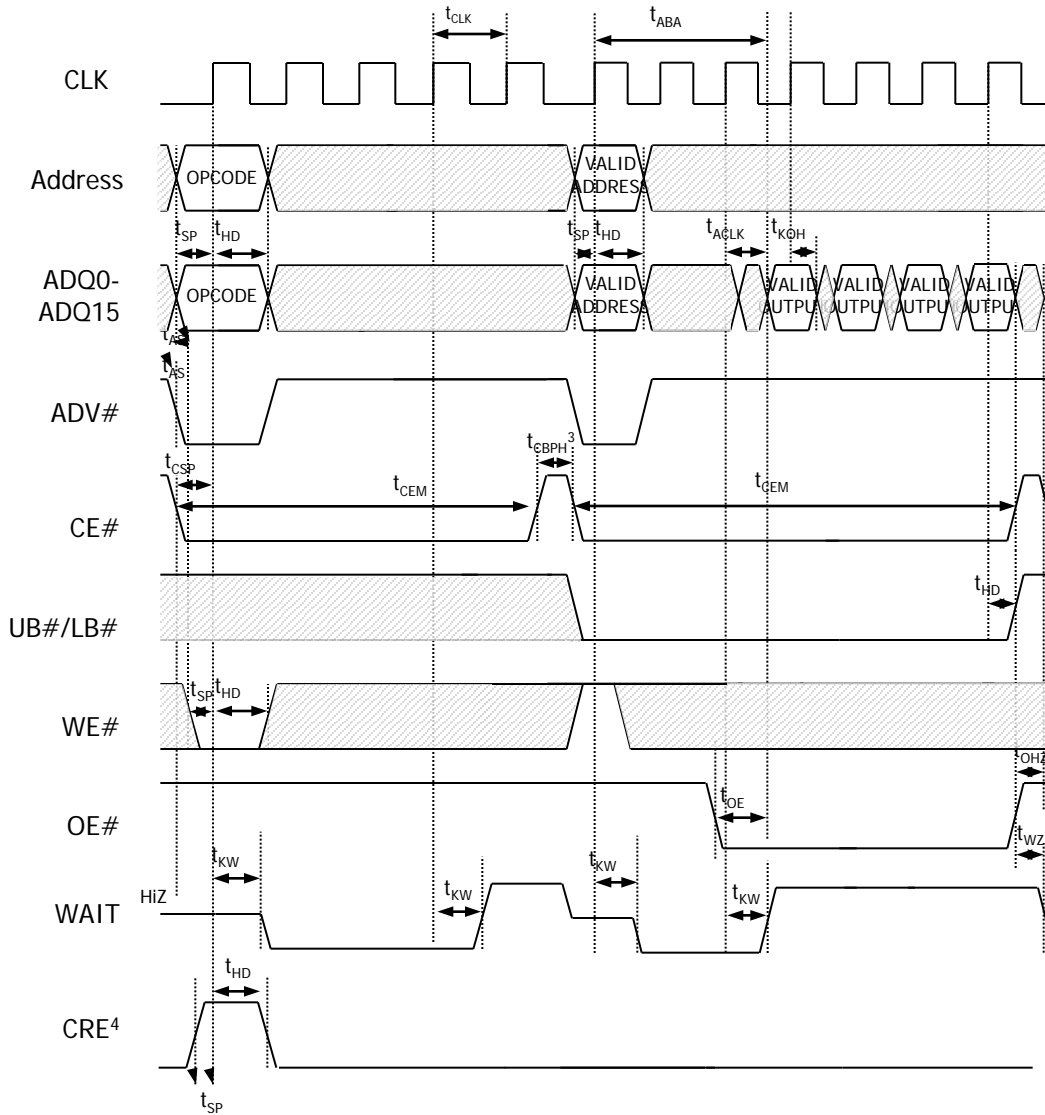 tCLK
tABA
CLK
Address
OPCODE
VALID
ADDRESS
tSP tHD
tSP tHD
tACLK tKOH
ADQ0-
ADQ15
OPCODE
VALID
ADDRESS
VALID
OUTPUT
VALID
OUTPUT
VALID
OUTPUT
VALID
OUTPUT
tAS
tAS
ADV#
tCBPH3
tCSP
tCEM
tCEM
CE#
tHD
UB#/LB#
tSP tHD
WE#
tOHZ
tOE
OE#
tWZ
tKW
tKW
tKW
tKW
HiZ
WAIT
tHD
CRE4
tSP